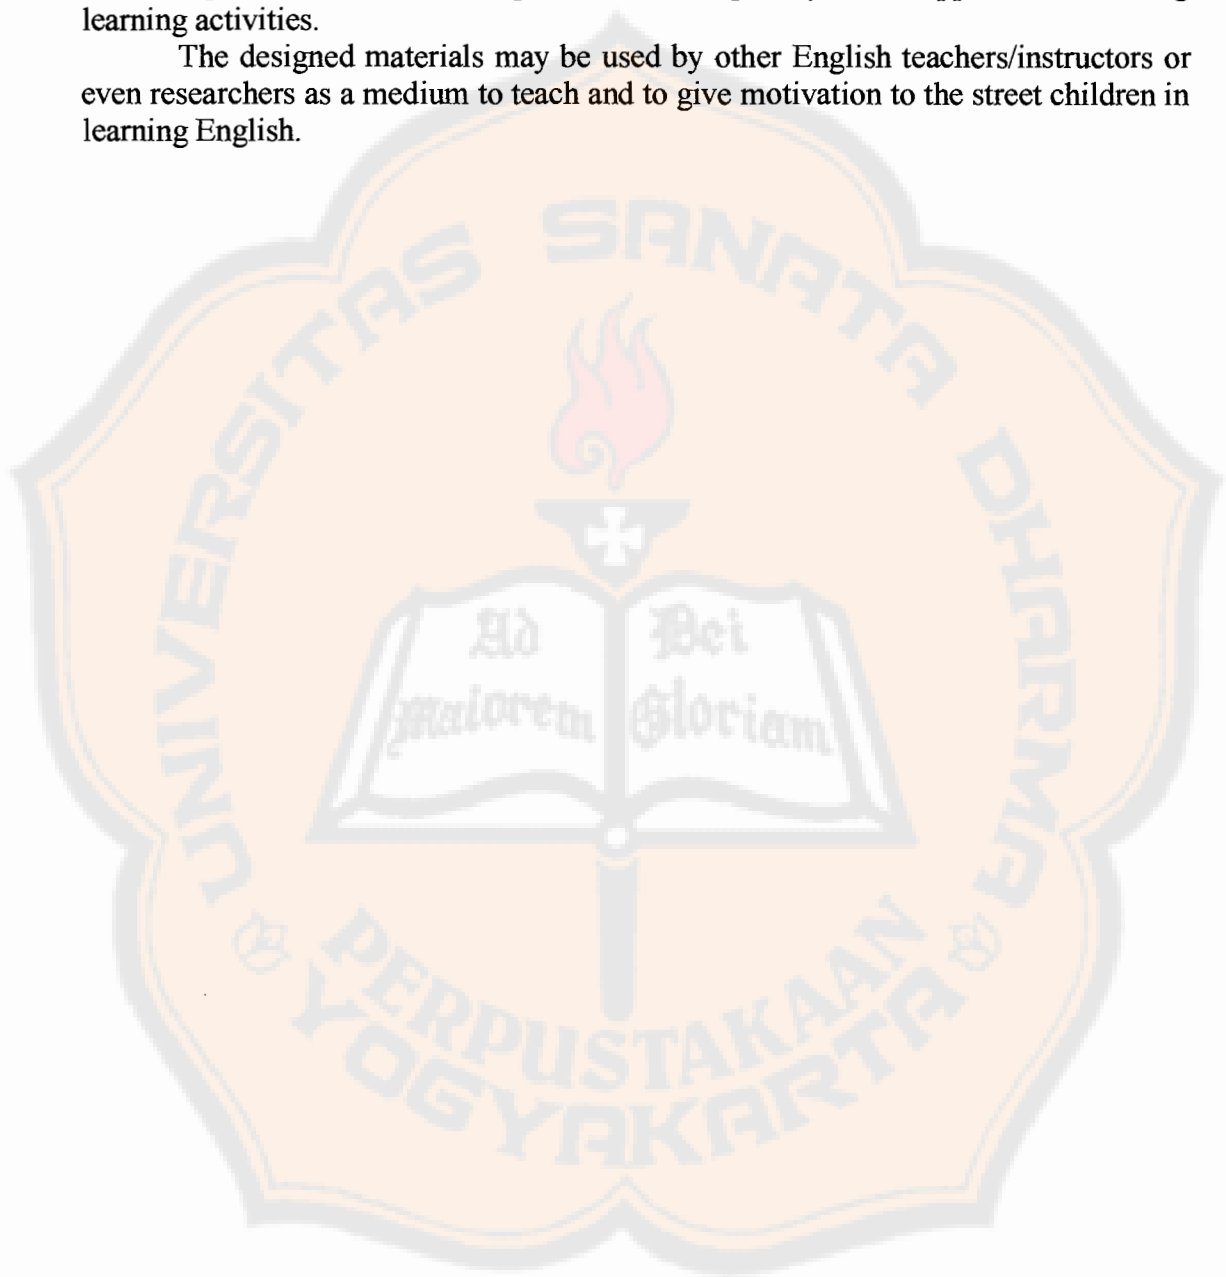 learning activities.
The designed materials may be used by other English teachers/instructors or
even researchers as a medium to teach and to give motivation to the street children in
learning English.
UNIVERSITAS SANATA DHARMA
Ad Dei
Maiorem Gloriam
PERPUSTAKAAN
YOGYAKARTA